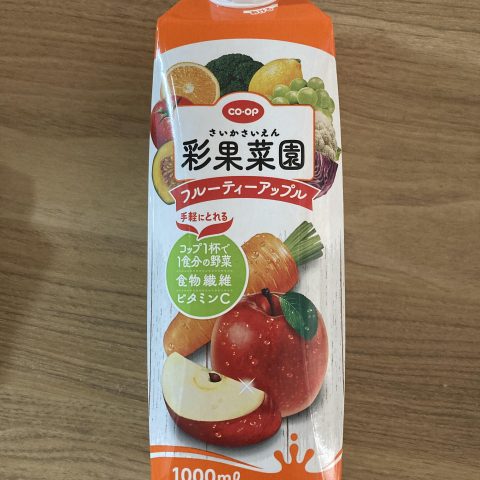 co·op
さいかさいえん
彩果菜園
フルーティーアップル
手軽にとれる
コップ1杯で
1食分の野菜
食物繊維
ビタミンC
1000ml